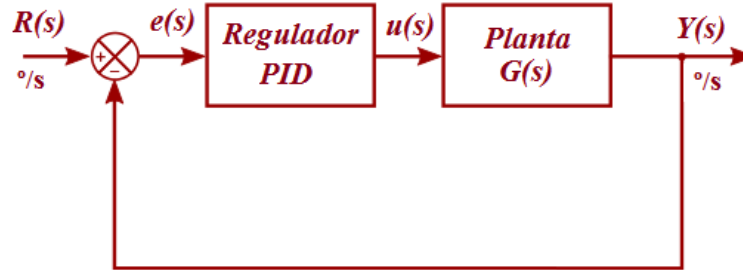 R(s)
e(s)
Regulador
PID
u(s)
Planta
G(s)
Y(s)
º/s
+
−
º/s